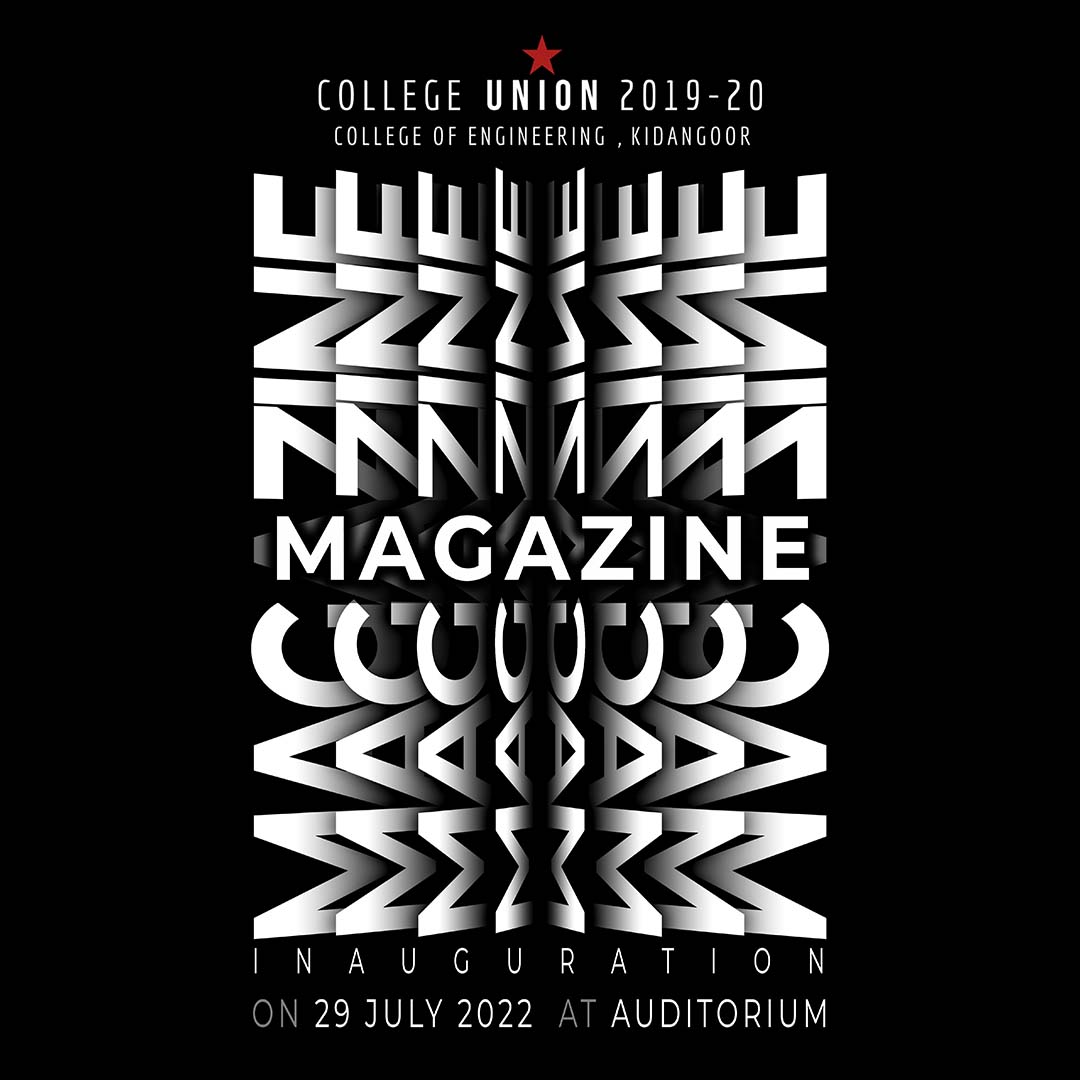 COLLEGE UNION 2019-20
COLLEGE OF ENGINEERING , KIDANGOOR
MAGAZINE
INAUGURATION
ON 29 JULY 2022 AT AUDITORIUM